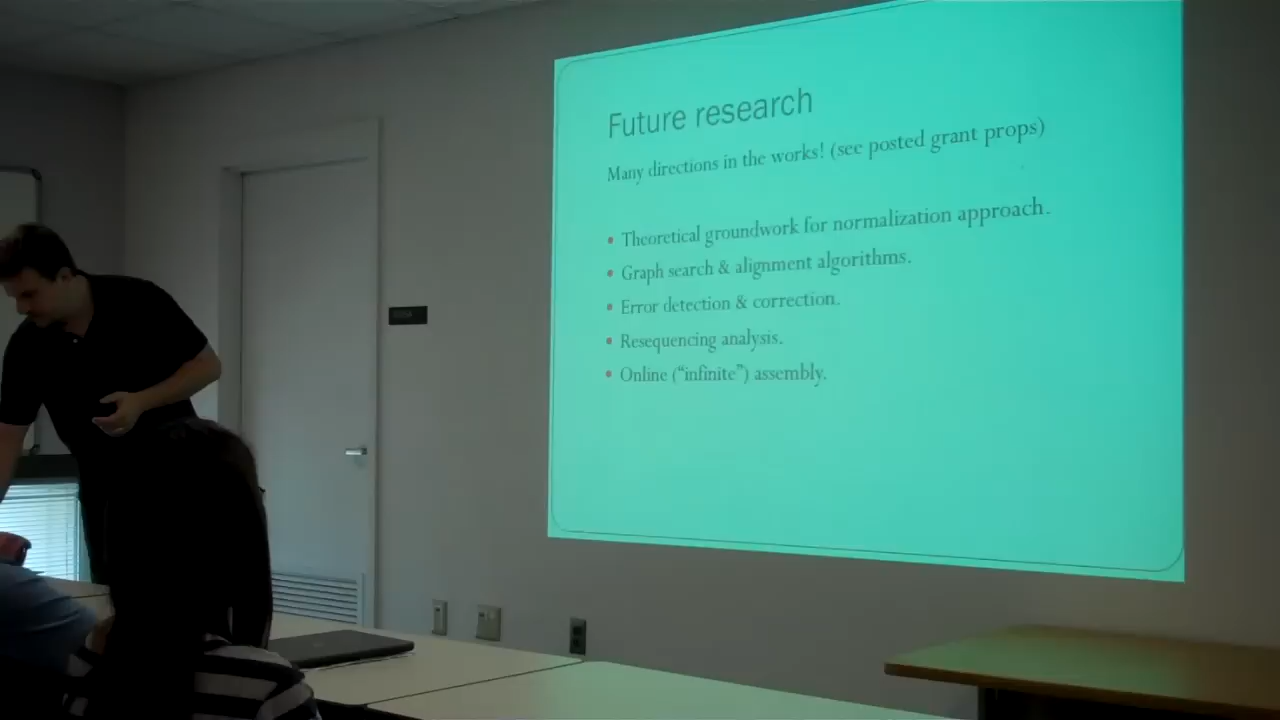 Future research
Many directions in the works! (see posted grant props)
• Theoretical groundwork for normalization approach.
• Graph search & alignment algorithms.
• Error detection & correction.
• Resequencing analysis.
• Online (“infinite”) assembly.